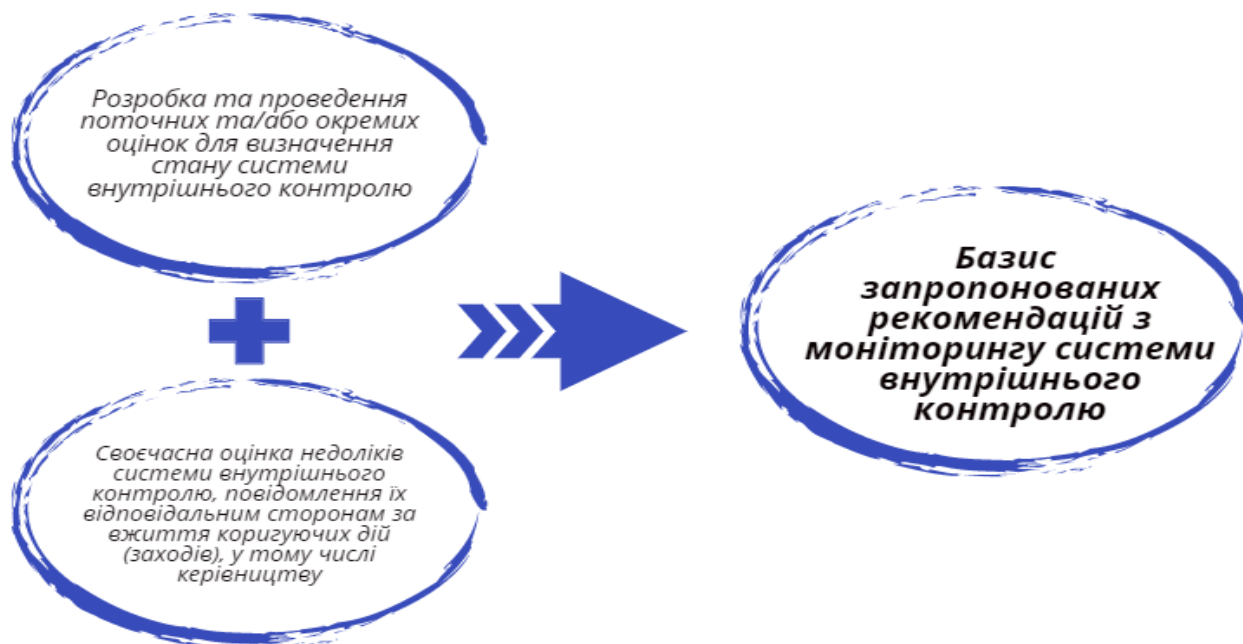 Розробка та проведення
поточних та/або окремих
оцінок для визначення
стану системи
внутрішнього контролю
Своєчасна оцінка недоліків
системи внутрішнього
контролю, повідомлення їх
відповідальним сторонам за
вжиття коригуючих дій
(заходів), у тому числі
керівництву
Базис
запропонованих
рекомендацій з
моніторингу системи
внутрішнього
контролю